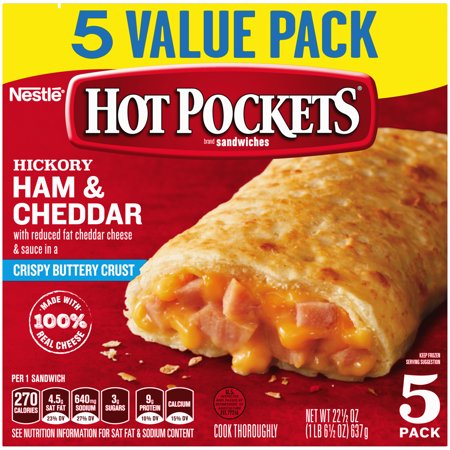 5 VALUE PACK
Nestlé®
HOT POCKETS®
brand sandwiches
HICKORY
HAM &
CHEDDAR
with reduced fat cheddar cheese
& sauce in a
CRISPY BUTTERY CRUST
MADE WITH
100%
REAL CHEESE
KEEP FROZEN
SERVING SUGGESTION
PER 1 SANDWICH
270
CALORIES
4.5g
SAT FAT
23% DV
640mg
SODIUM
27% DV
3g
SUGARS
9g
PROTEIN
10% DV
CALCIUM
15% DV
SEE NUTRITION INFORMATION FOR SAT FAT & SODIUM CONTENT
U.S.
COOK THOROUGHLY
NET WT 22½ OZ
(1 LB 6½ OZ) 637g
5
PACK